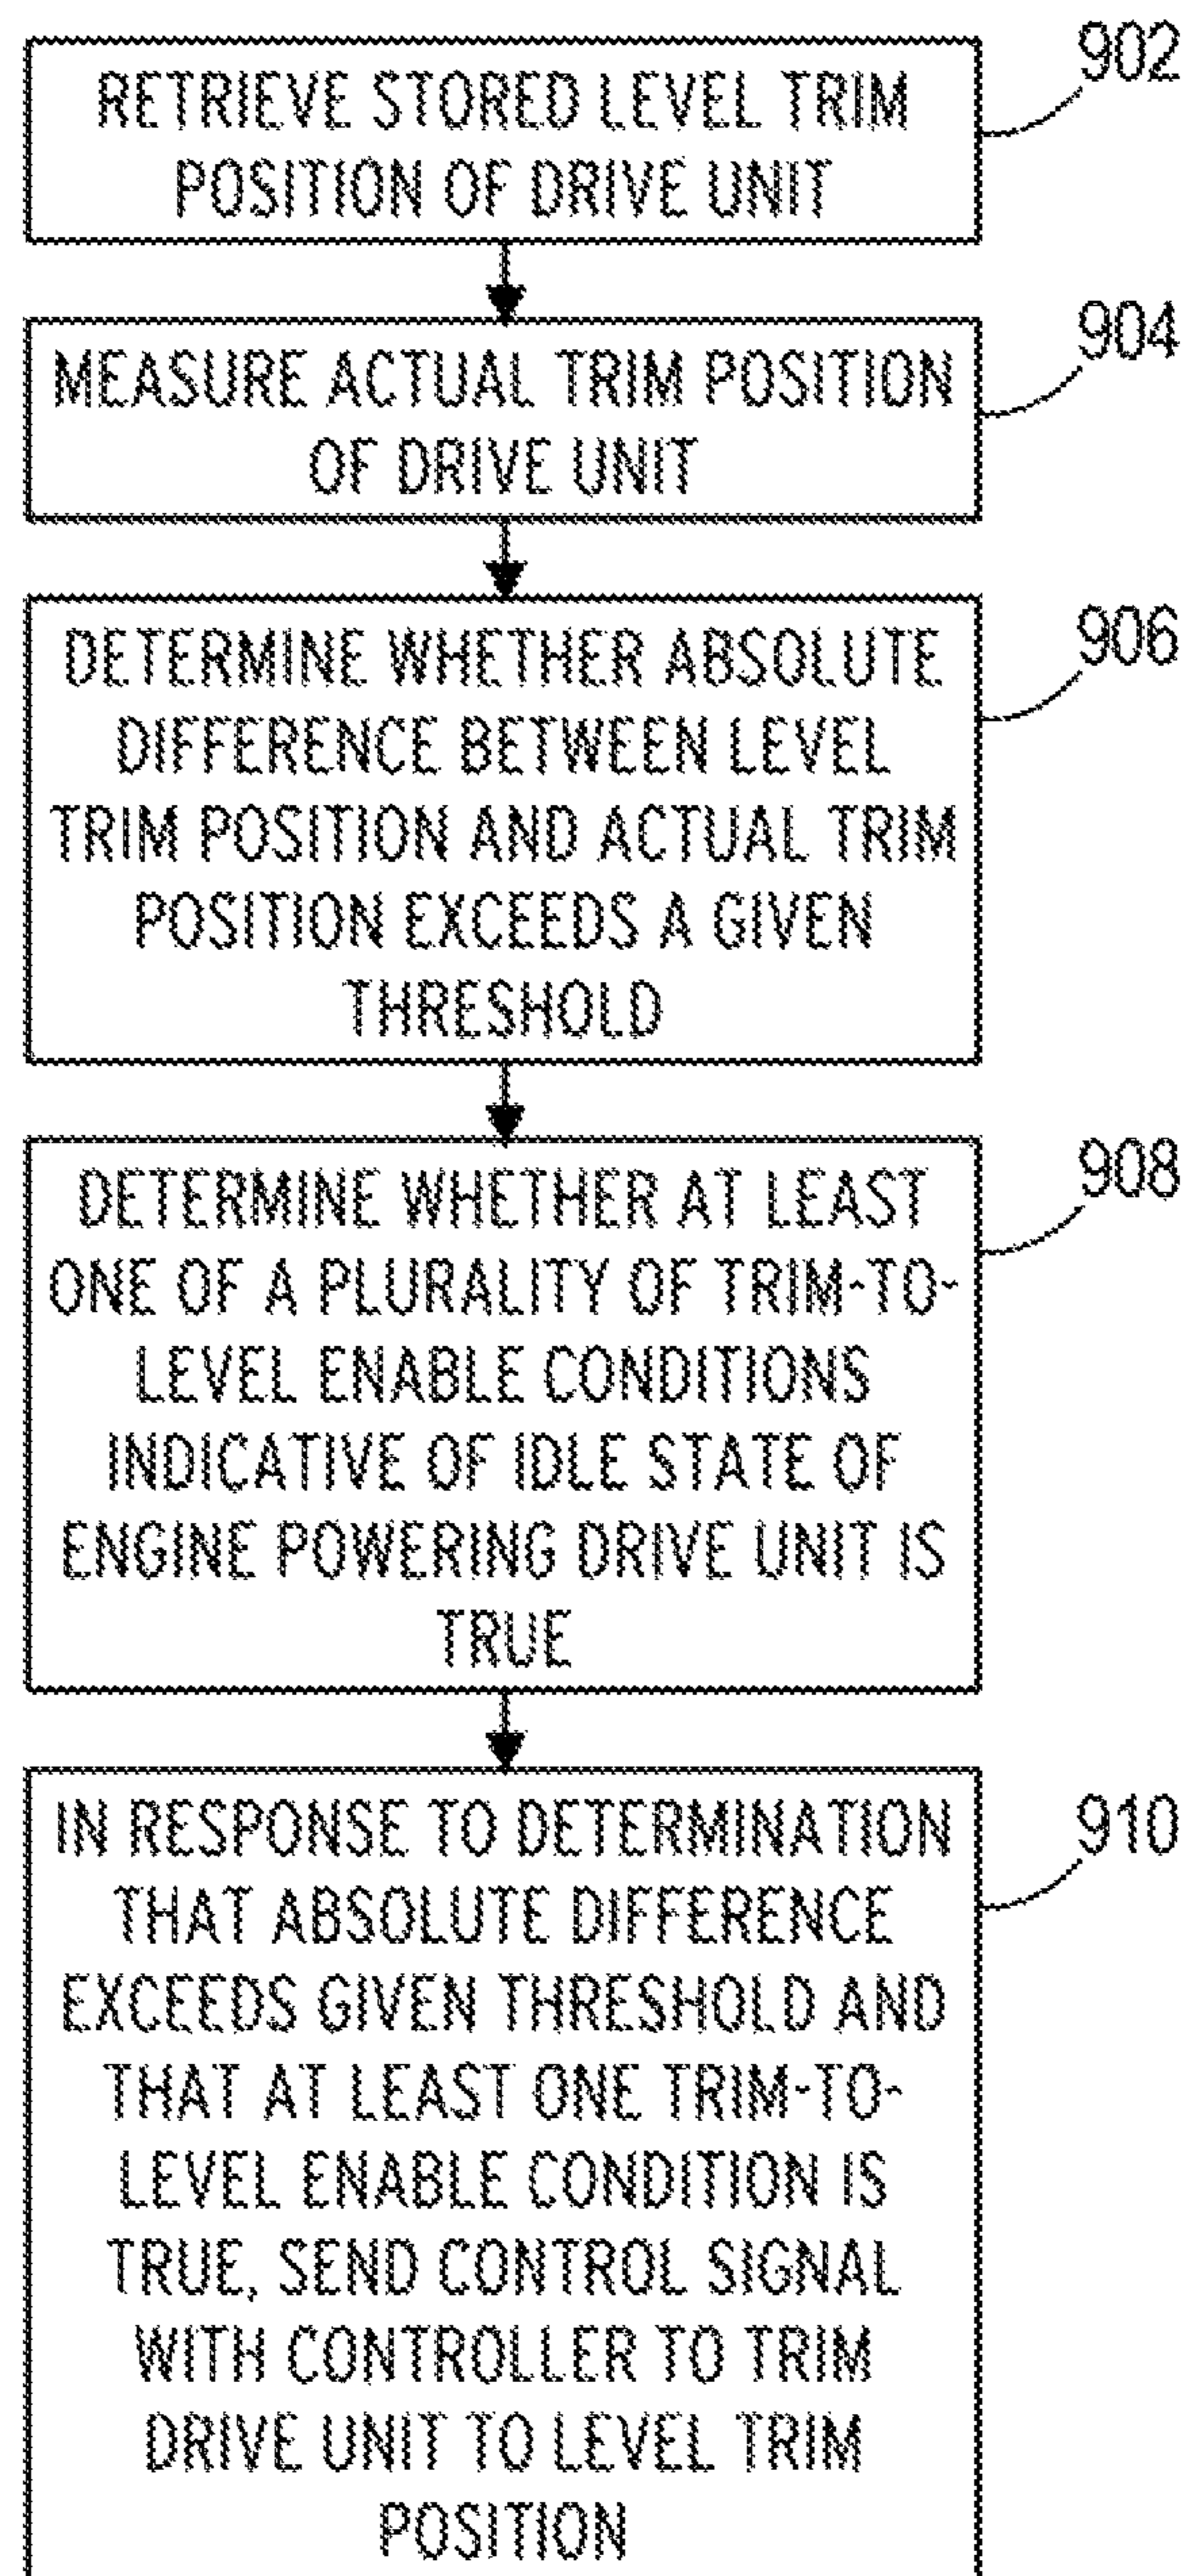 RETRIEVE STORED LEVEL TRIM
POSITION OF DRIVE UNIT
902
MEASURE ACTUAL TRIM POSITION
OF DRIVE UNIT
904
DETERMINE WHETHER ABSOLUTE
DIFFERENCE BETWEEN LEVEL
TRIM POSITION AND ACTUAL TRIM
POSITION EXCEEDS A GIVEN
THRESHOLD
906
DETERMINE WHETHER AT LEAST
ONE OF A PLURALITY OF TRIM-TO-
LEVEL ENABLE CONDITIONS
INDICATIVE OF IDLE STATE OF
ENGINE POWERING DRIVE UNIT IS
TRUE
908
IN RESPONSE TO DETERMINATION
THAT ABSOLUTE DIFFERENCE
EXCEEDS GIVEN THRESHOLD AND
THAT AT LEAST ONE TRIM-TO-
LEVEL ENABLE CONDITION IS
TRUE, SEND CONTROL SIGNAL
WITH CONTROLLER TO TRIM
DRIVE UNIT TO LEVEL TRIM
POSITION
910